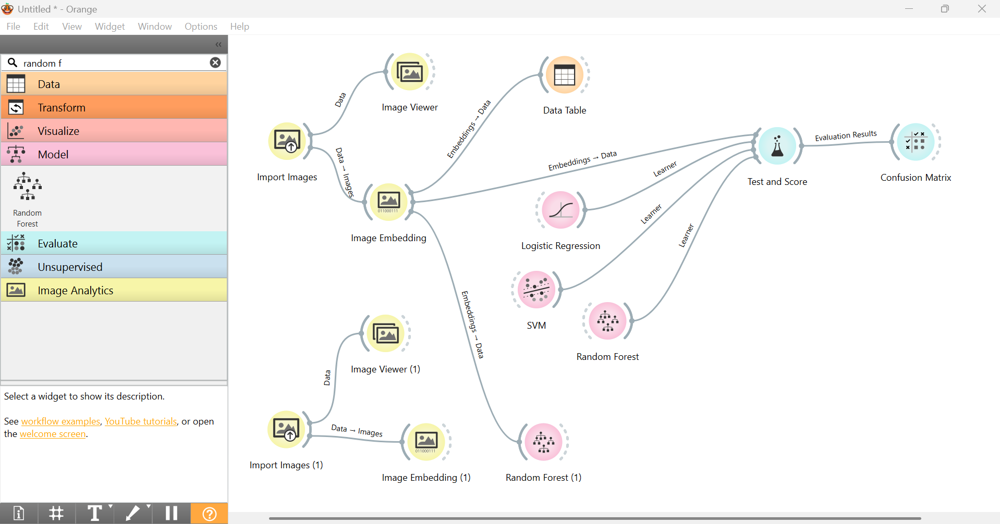 Untitled * - Orange
File Edit View Widget Window Options Help
«
random f
Data
Transform
Visualize
Model
Random
Forest
Evaluate
Unsupervised
Image Analytics
Select a widget to show its description.
See workflow examples, YouTube tutorials, or open
the welcome screen.
Data
Image Viewer
Embeddings → Data
Data Table
Import Images
Data → Images
Embeddings → Data
Learner
Evaluation Results
Test and Score
Confusion Matrix
011000111
Image Embedding
Logistic Regression
Learner
Learner
SVM
Random Forest
Embeddings → Data
Data
Image Viewer (1)
Import Images (1)
Data → Images
011000111
Image Embedding (1)
Random Forest (1)